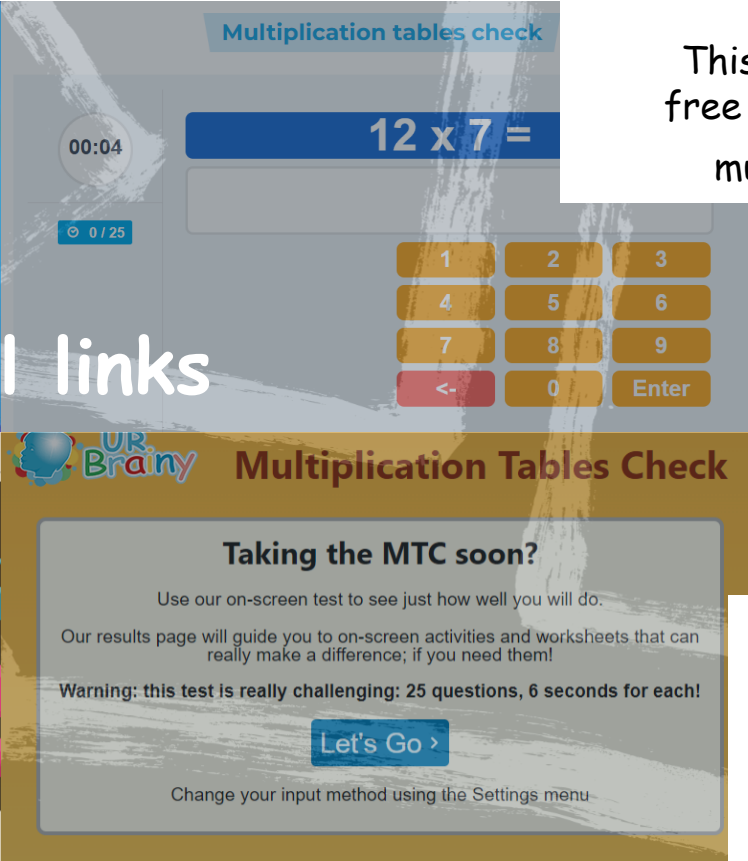 Multiplication tables check
This
free
mu
00:04
12 x 7 =
0 / 25
1 2 3
4 5 6
7 8 9
<- 0 Enter
l links
UR
Brainy
Multiplication Tables Check
Taking the MTC soon?
Use our on-screen test to see just how well you will do.
Our results page will guide you to on-screen activities and worksheets that can
really make a difference; if you need them!
Warning: this test is really challenging: 25 questions, 6 seconds for each!
Let's Go ›
Change your input method using the Settings menu